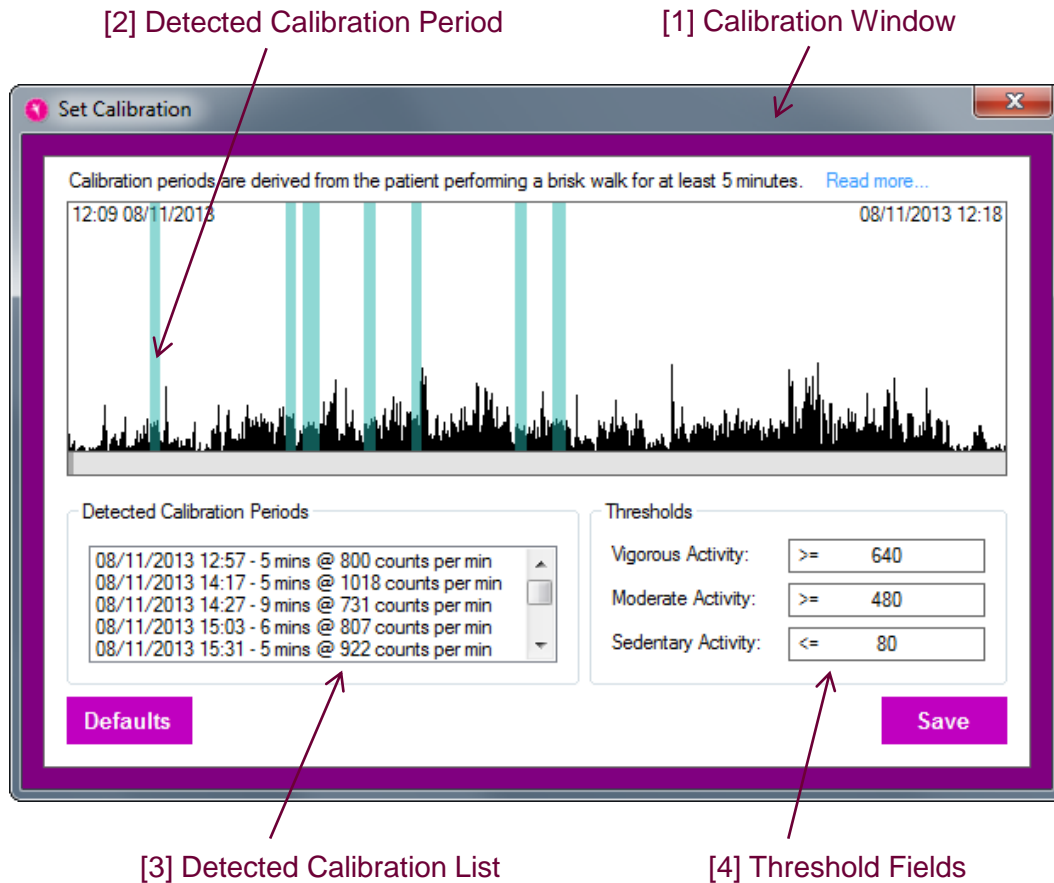 [2] Detected Calibration Period
[1] Calibration Window
Set Calibration
Calibration periods are derived from the patient performing a brisk walk for at least 5 minutes. Read more...
12:09 08/11/2013
08/11/2013 12:18
Detected Calibration Periods
08/11/2013 12:57 - 5 mins @ 800 counts per min
08/11/2013 14:17 - 5 mins @ 1018 counts per min
08/11/2013 14:27 - 9 mins @ 731 counts per min
08/11/2013 15:03 - 6 mins @ 807 counts per min
08/11/2013 15:31 - 5 mins @ 922 counts per min
Thresholds
Vigorous Activity: >= 640
Moderate Activity: >= 480
Sedentary Activity: <= 80
Defaults
Save
[3] Detected Calibration List
[4] Threshold Fields